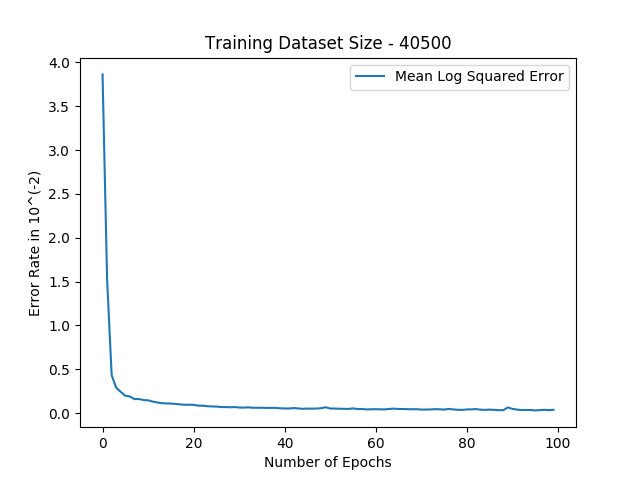 Training Dataset Size - 40500
Mean Log Squared Error
Error Rate in 10^(-2)
4.0
3.5
3.0
2.5
2.0
1.5
1.0
0.5
0.0
0 20 40 60 80 100
Number of Epochs